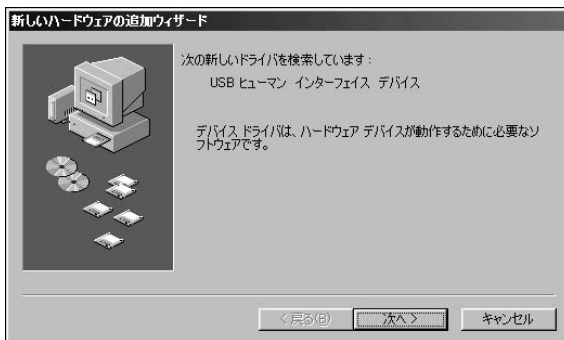 新しいハードウェアの追加ウィザード
次の新しいドライバを検索しています:
USB ヒューマン インターフェイス デバイス
デバイス ドライバは、ハードウェア デバイスが動作するために必要なソ
フトウェアです。
< 戻る(B)
次へ >
キャンセル